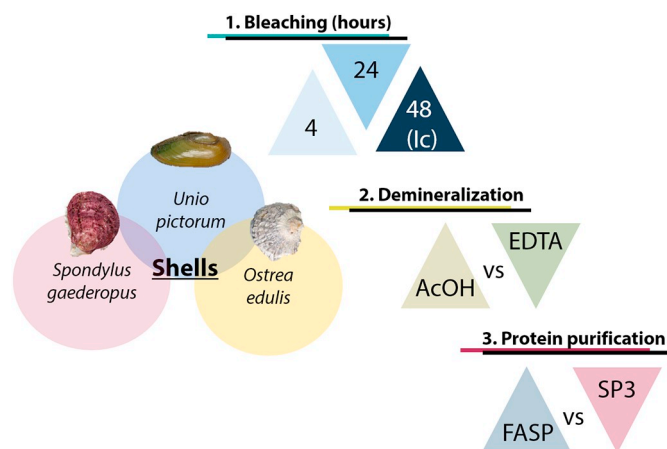 1. Bleaching (hours)
24
4
48
(Ic)
Unio
pictorum
Spondylus
gaederopus
Shells
Ostrea
edulis
2. Demineralization
AcOH
vs
EDTA
3. Protein purification
FASP
vs
SP3